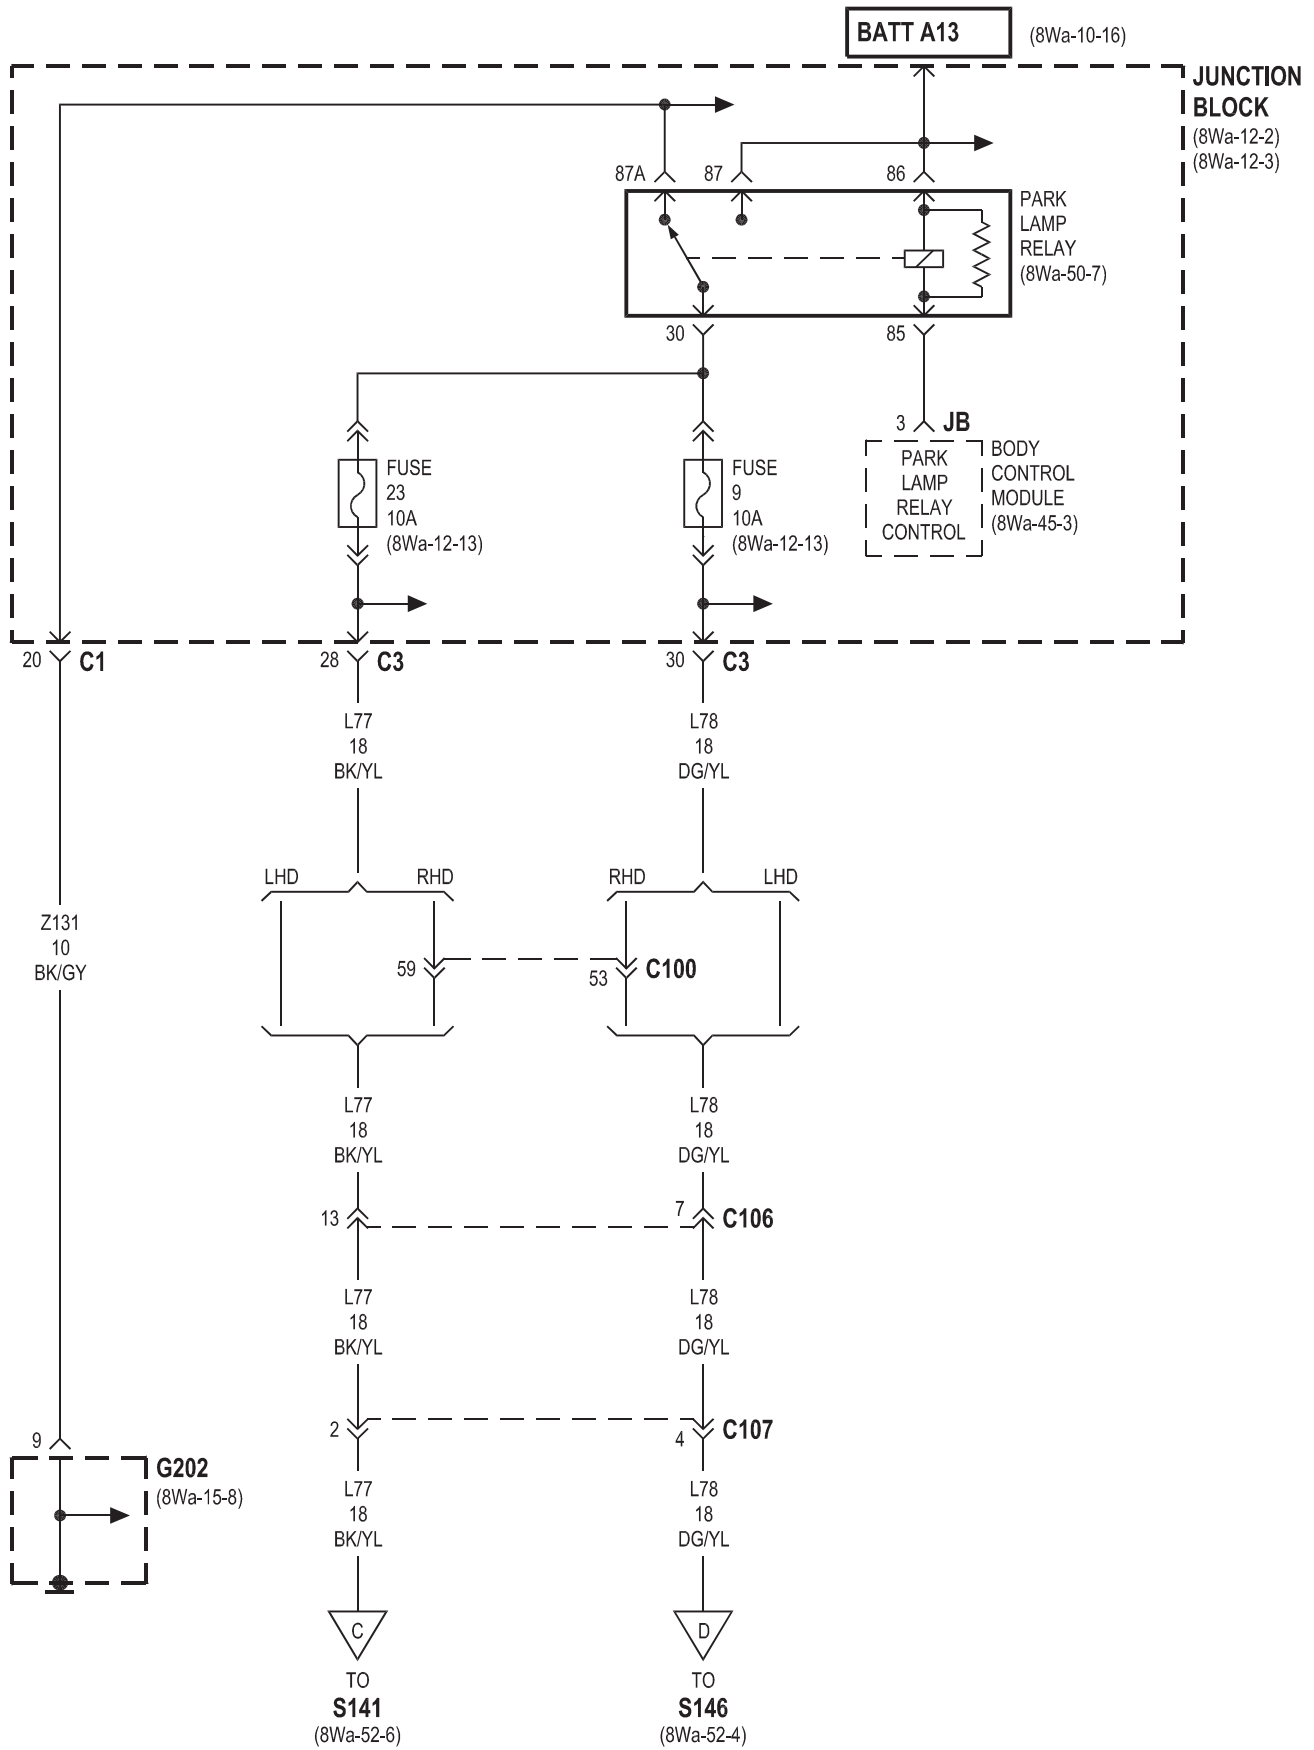 BATT A13
(8Wa-10-16)
JUNCTION
BLOCK
(8Wa-12-2)
(8Wa-12-3)
87A
87
86
PARK
LAMP
RELAY
(8Wa-50-7)
30
85
3
JB
FUSE
23
10A
(8Wa-12-13)
FUSE
9
10A
(8Wa-12-13)
PARK
LAMP
RELAY
CONTROL
BODY
CONTROL
MODULE
(8Wa-45-3)
20
C1
28
C3
30
C3
L77
18
BK/YL
L78
18
DG/YL
LHD
RHD
RHD
LHD
Z131
10
BK/GY
59
53
C100
L77
18
BK/YL
L78
18
DG/YL
13
7
C106
L77
18
BK/YL
L78
18
DG/YL
2
4
C107
9
G202
(8Wa-15-8)
L77
18
BK/YL
L78
18
DG/YL
C
D
TO
S141
(8Wa-52-6)
TO
S146
(8Wa-52-4)